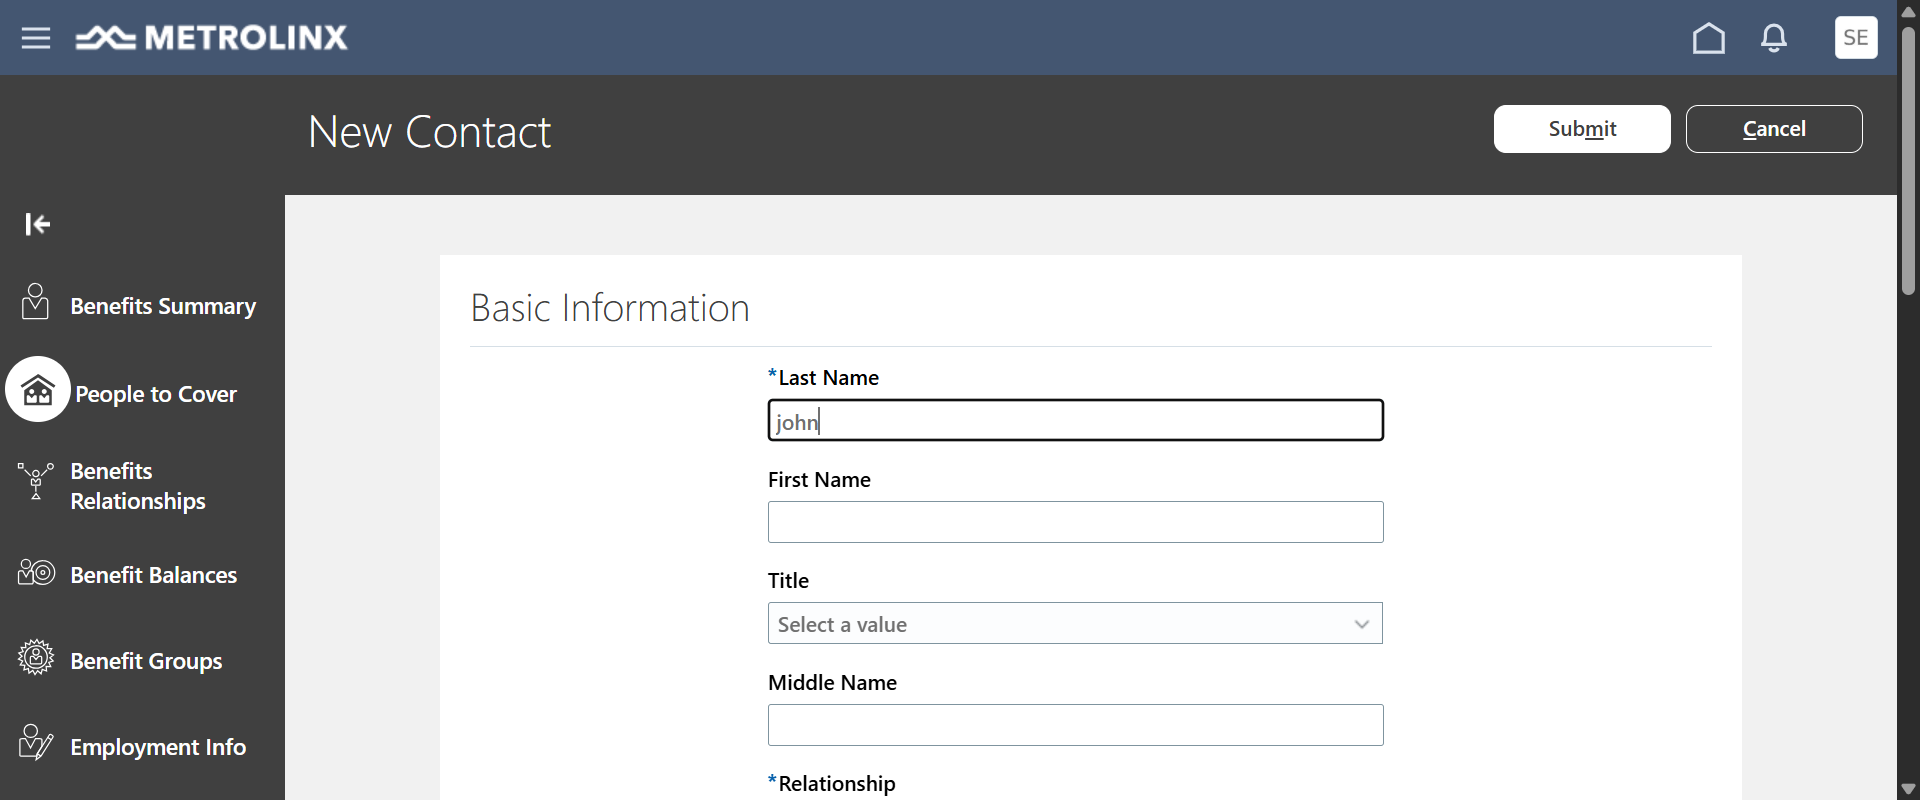 METROLINX
SE
New Contact
Submit
Cancel
Benefits Summary
People to Cover
Benefits
Relationships
Benefit Balances
Benefit Groups
Employment Info
Basic Information
*Last Name
john
First Name
Title
Select a value
Middle Name
*Relationship